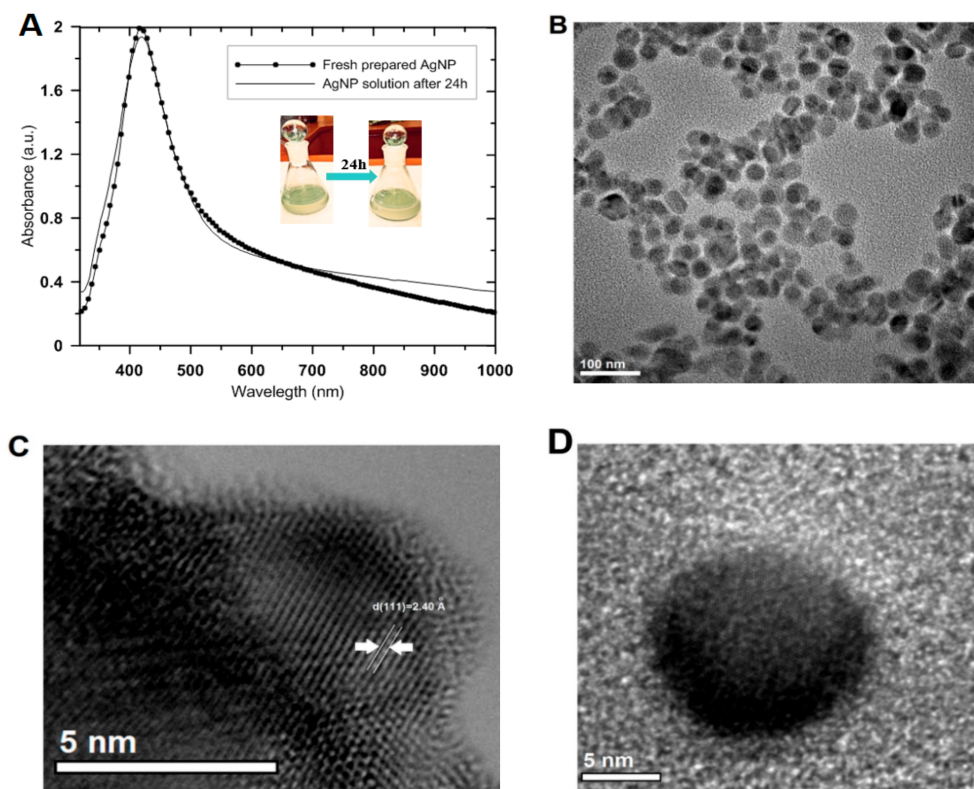 A
2
1.6
1.2
0.8
0.4
0
Absorbance (a.u.)
400 500 600 700 800 900 1000
Wavelegth (nm)
Fresh prepared AgNP
AgNP solution after 24h
24h
B
100 nm
C
d(111)=2.40 Å
5 nm
D
5 nm